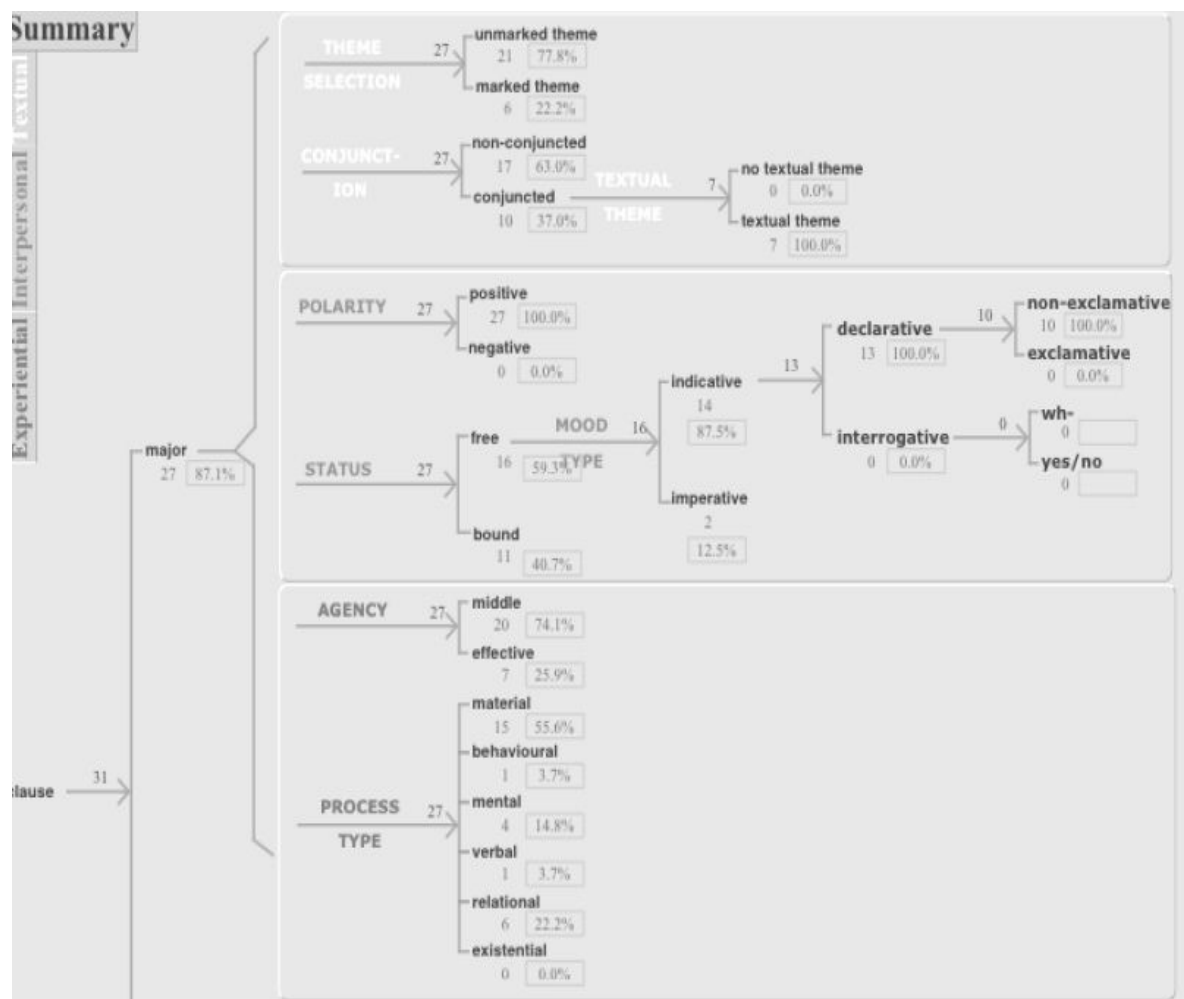 Summary
Textual
Interpersonal
Experiential
clause
31
major
27 87.1%
THEME
SELECTION
27
unmarked theme
21 77.8%
marked theme
6 22.2%
CONJUNCT-
ION
27
non-conjuncted
17 63.0%
conjuncted
10 37.0%
TEXTUAL
THEME
7
no textual theme
0 0.0%
textual theme
7 100.0%
POLARITY
27
positive
27 100.0%
negative
0 0.0%
STATUS
27
free
16 59.3%
bound
11 40.7%
MOOD
TYPE
16
indicative
14
87.5%
imperative
2
12.5%
13
declarative
13 100.0%
interrogative
0 0.0%
10
non-exclamative
10 100.0%
exclamative
0 0.0%
0
wh-
0
yes/no
0
AGENCY
27
middle
20 74.1%
effective
7 25.9%
PROCESS
TYPE
27
material
15 55.6%
behavioural
1 3.7%
mental
4 14.8%
verbal
1 3.7%
relational
6 22.2%
existential
0 0.0%